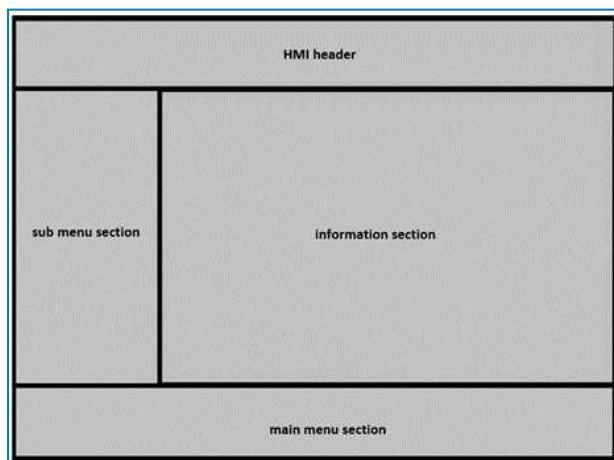 HMI header
sub menu section
information section
main menu section